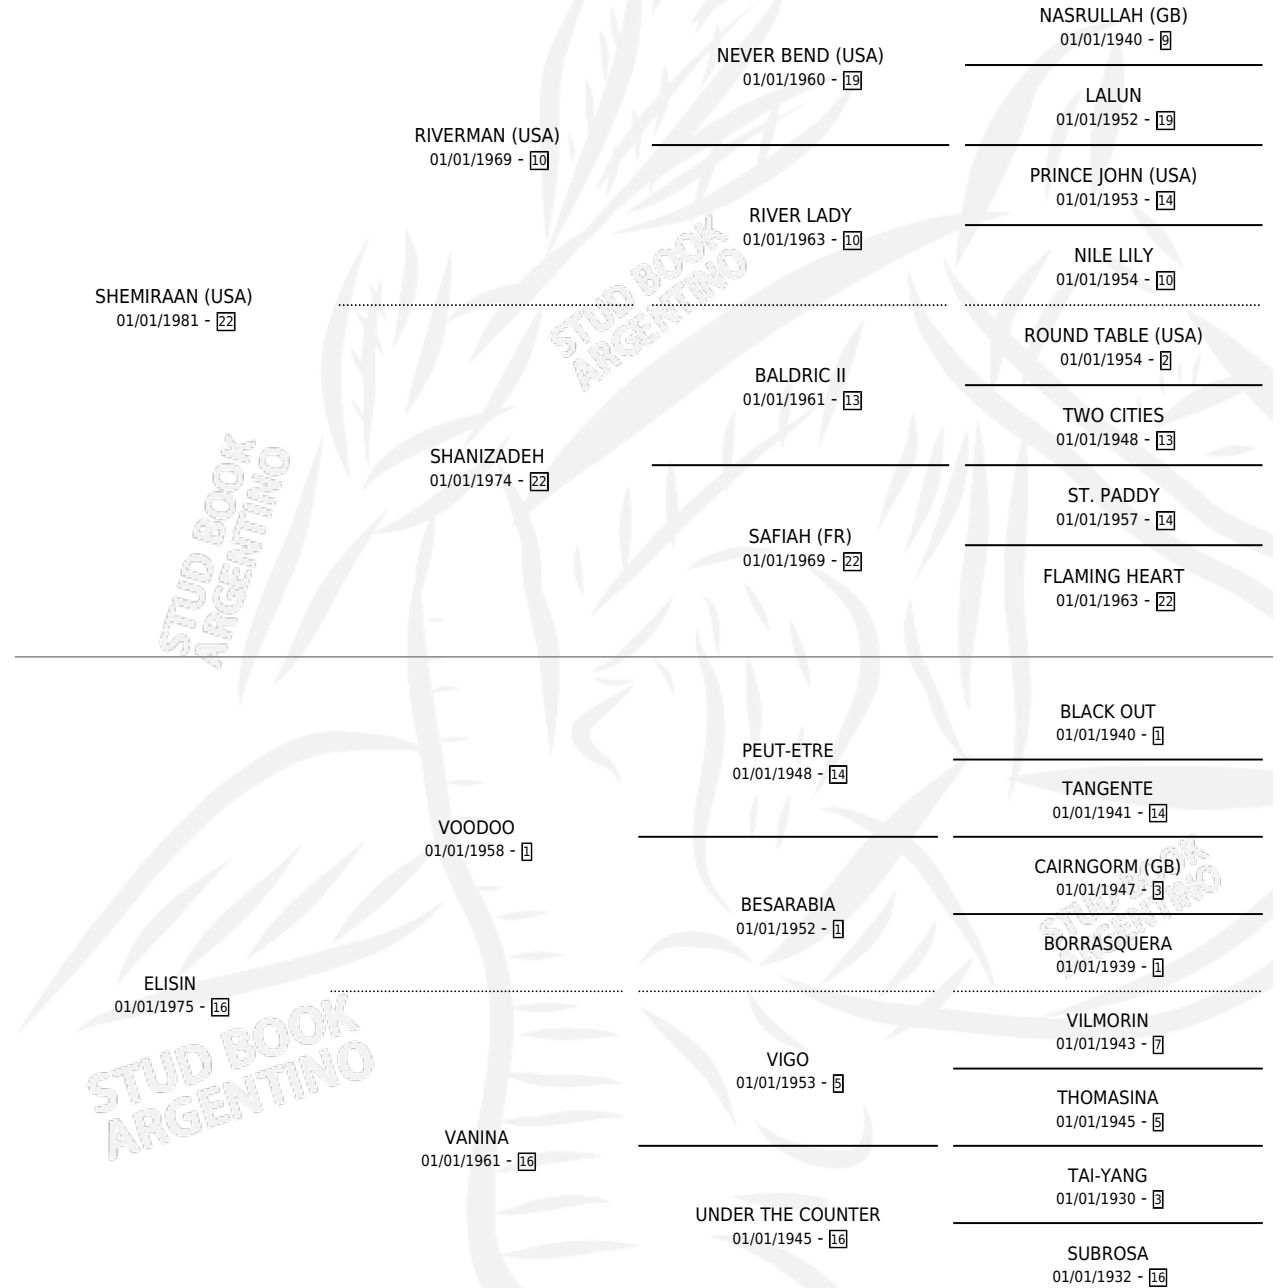 NASRULLAH (GB)
01/01/1940 - 9
NEVER BEND (USA)
01/01/1960 - 19
LALUN
01/01/1952 - 19
RIVERMAN (USA)
01/01/1969 - 10
PRINCE JOHN (USA)
01/01/1953 - 14
RIVER LADY
01/01/1963 - 10
NILE LILY
01/01/1954 - 10
SHEMIRAAN (USA)
01/01/1981 - 22
STUD BOOK
ARGENTINO
ROUND TABLE (USA)
01/01/1954 - 2
BALDRIC II
01/01/1961 - 13
TWO CITIES
01/01/1948 - 13
SHANIZADEH
01/01/1974 - 22
ST. PADDY
01/01/1957 - 14
SAFIAH (FR)
01/01/1969 - 22
FLAMING HEART
01/01/1963 - 22
STUD BOOK
ARGENTINO
BLACK OUT
01/01/1940 - 1
PEUT-ETRE
01/01/1948 - 14
TANGENTE
01/01/1941 - 14
VOODOO
01/01/1958 - 1
CAIRNGORM (GB)
01/01/1947 - 3
BESARABIA
01/01/1952 - 1
BORRASQUERA
01/01/1939 - 1
STUD BOOK
ARGENTINO
ELISIN
01/01/1975 - 16
STUD BOOK
ARGENTINO
VILMORIN
01/01/1943 - 7
VIGO
01/01/1953 - 5
THOMASINA
01/01/1945 - 5
VANINA
01/01/1961 - 16
TAI-YANG
01/01/1930 - 3
UNDER THE COUNTER
01/01/1945 - 16
SUBROSA
01/01/1932 - 16